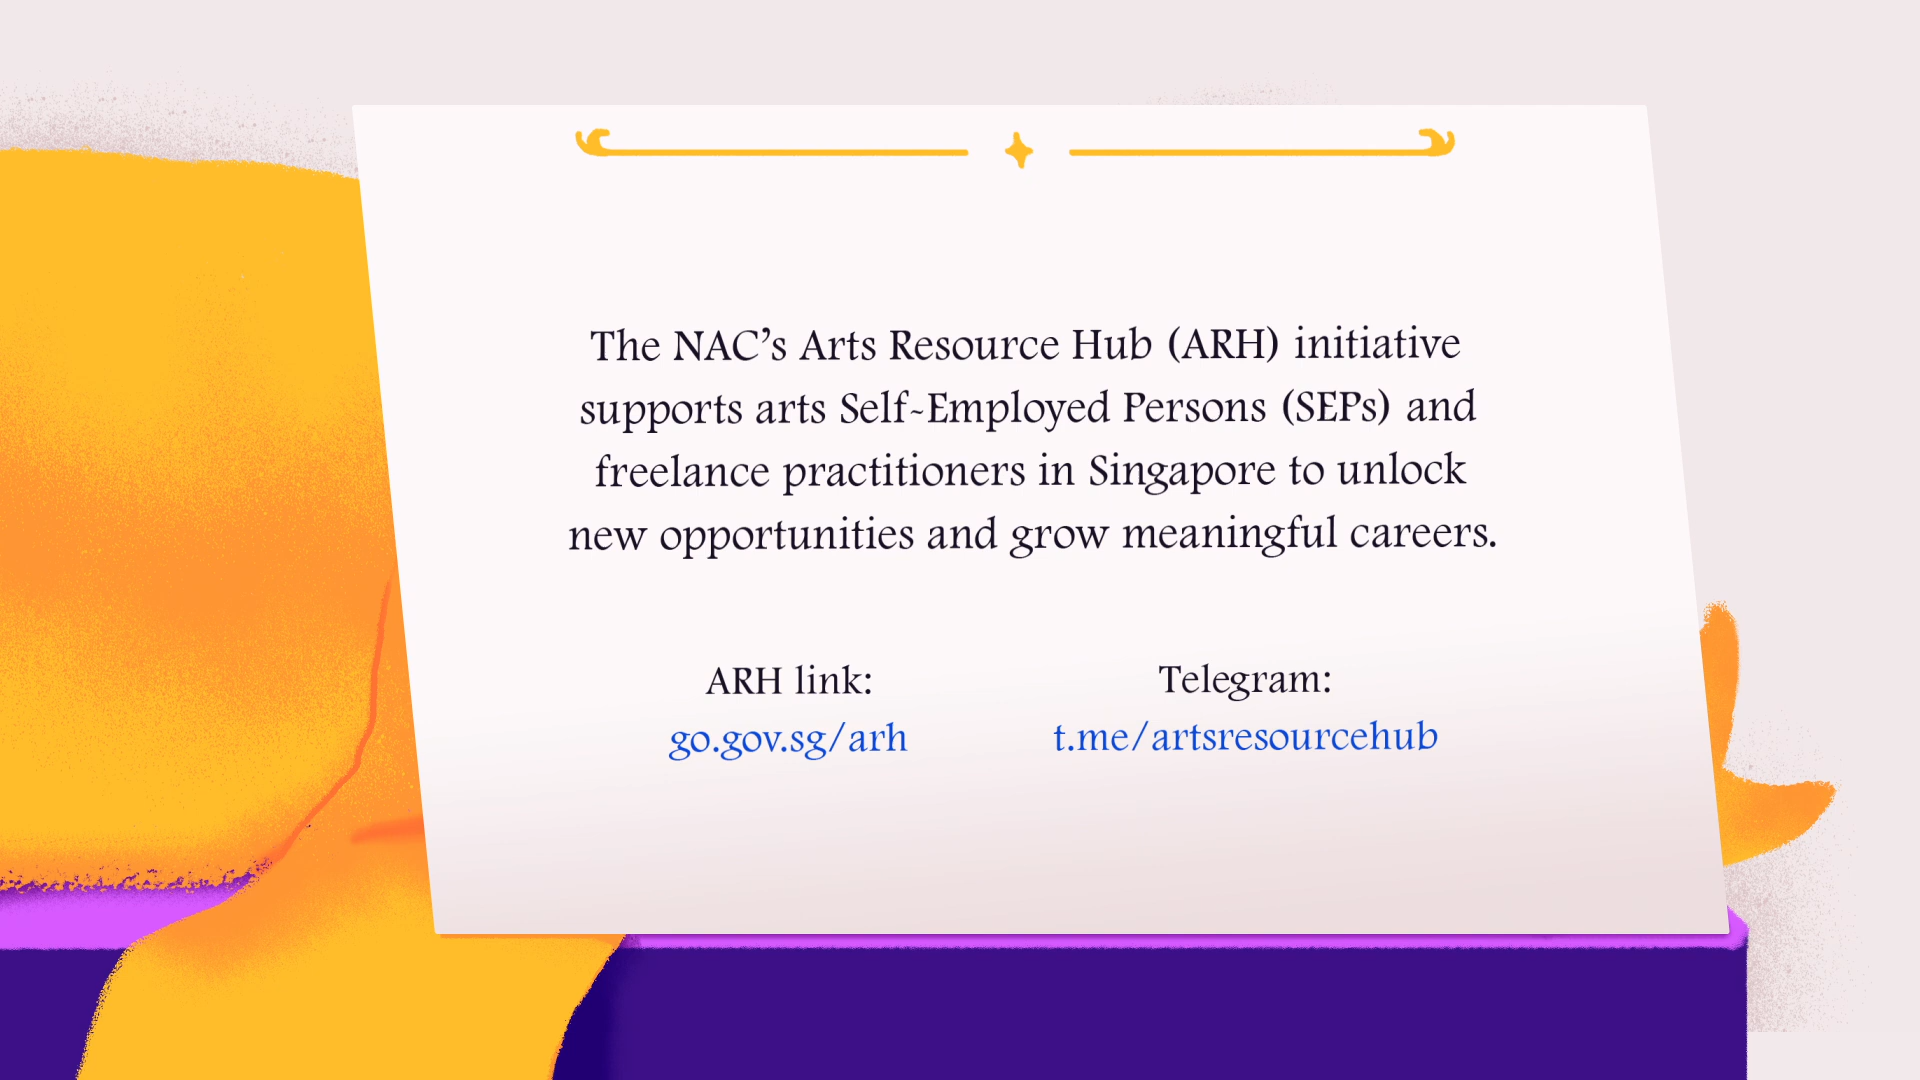 The NAC’s Arts Resource Hub (ARH) initiative
supports arts Self-Employed Persons (SEPs) and
freelance practitioners in Singapore to unlock
new opportunities and grow meaningful careers.
ARH link:
go.gov.sg/arh
Telegram:
t.me/artsresourcehub